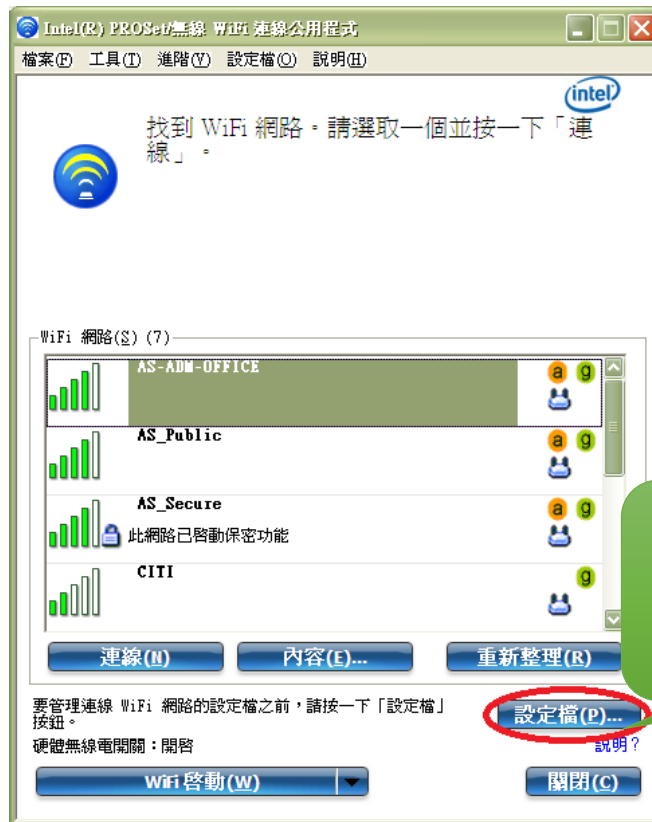 Intel(R) PROSet/無線 WiFi 連線公用程式
檔案(F) 工具(T) 進階(V) 設定檔(O) 說明(H)
intel
找到 WiFi 網路。請選取一個並按一下「連
線」。
WiFi 網路(S) (7)
AS-ADM-OFFICE
a g
AS_Public
a g
AS_Secure
a g
此網路已啓動保密功能
CITI
g
連線(N) 內容(E)... 重新整理(R)
要管理連線 WiFi 網路的設定檔之前，請按一下「設定檔」
按鈕。
設定檔(P)...
硬體無線電開關：開啓
說明?
WiFi 啓動(W) 關閉(C)